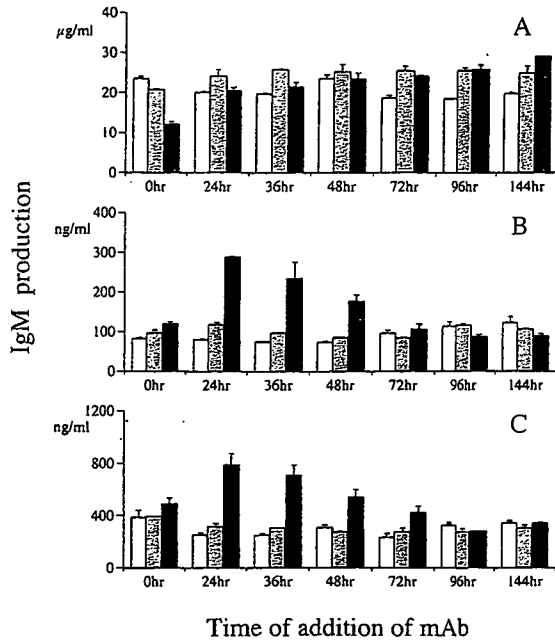 A
µg/ml
40
30
20
10
0
0hr 24hr 36hr 48hr 72hr 96hr 144hr
B
ng/ml
400
300
200
100
0
0hr 24hr 36hr 48hr 72hr 96hr 144hr
C
ng/ml
1200
800
400
0
0hr 24hr 36hr 48hr 72hr 96hr 144hr
IgM production
Time of addition of mAb